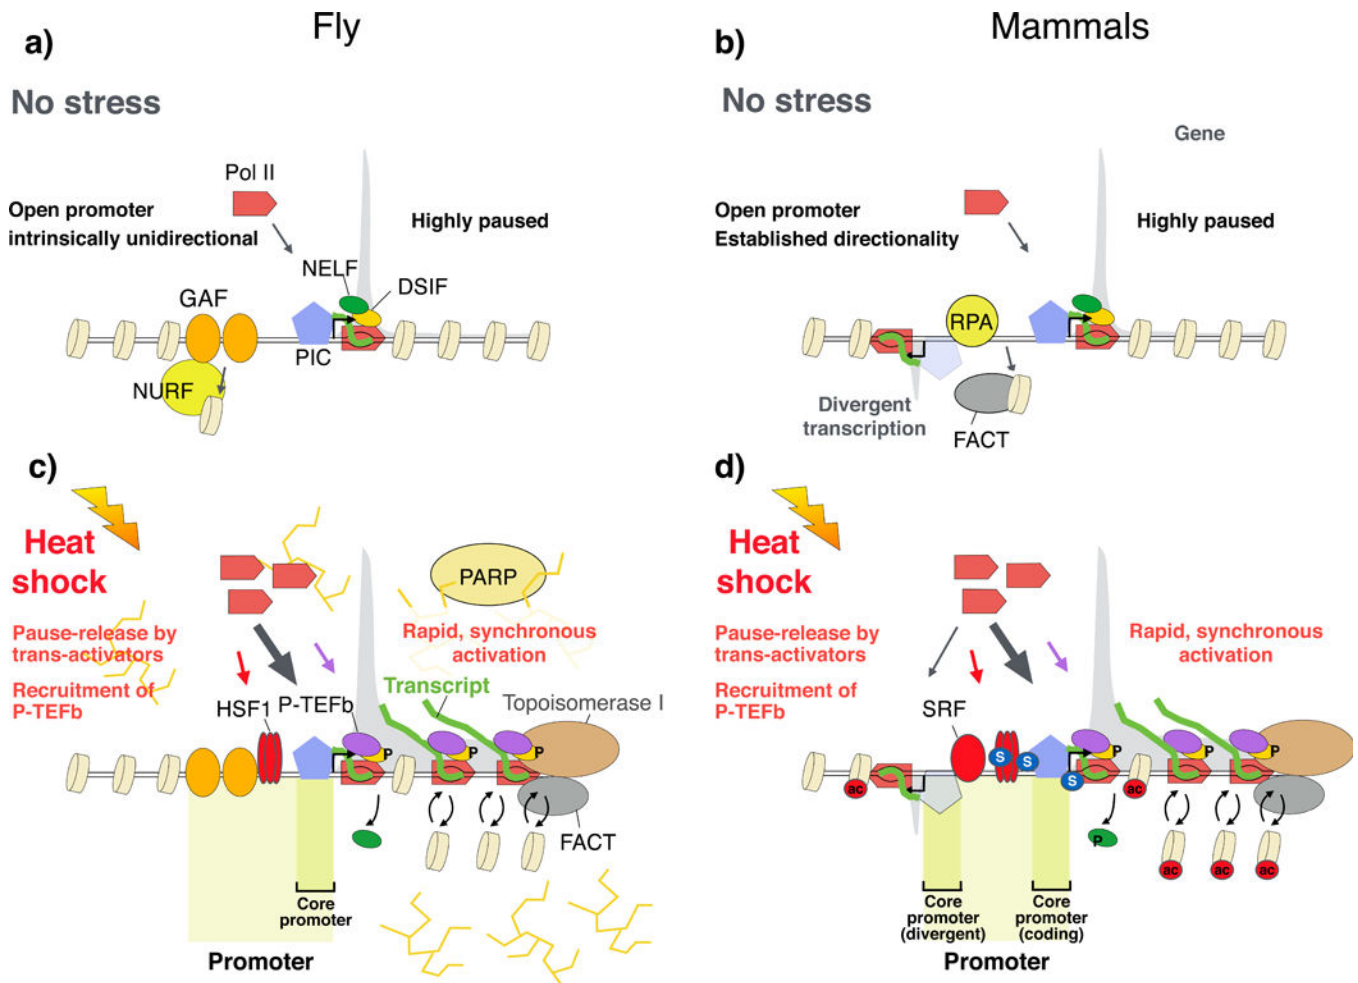 Fly
Mammals
a)
No stress
Pol II
Open promoter
intrinsically unidirectional
Highly paused
NELF
DSIF
GAF
PIC
NURF
b)
No stress
Gene
Open promoter
Established directionality
Highly paused
RPA
Divergent
transcription
FACT
c)
Heat
shock
PARP
Pause-release by
trans-activators
Rapid, synchronous
activation
Recruitment of
P-TEFb
Transcript
HSF1
P-TEFb
Topoisomerase I
P
P
P
FACT
Core
promoter
Promoter
d)
Heat
shock
Pause-release by
trans-activators
Rapid, synchronous
activation
Recruitment of
P-TEFb
SRF
P
P
P
S
S
S
ac
ac
P
ac
ac
ac
Core
promoter
(divergent)
Core
promoter
(coding)
Promoter